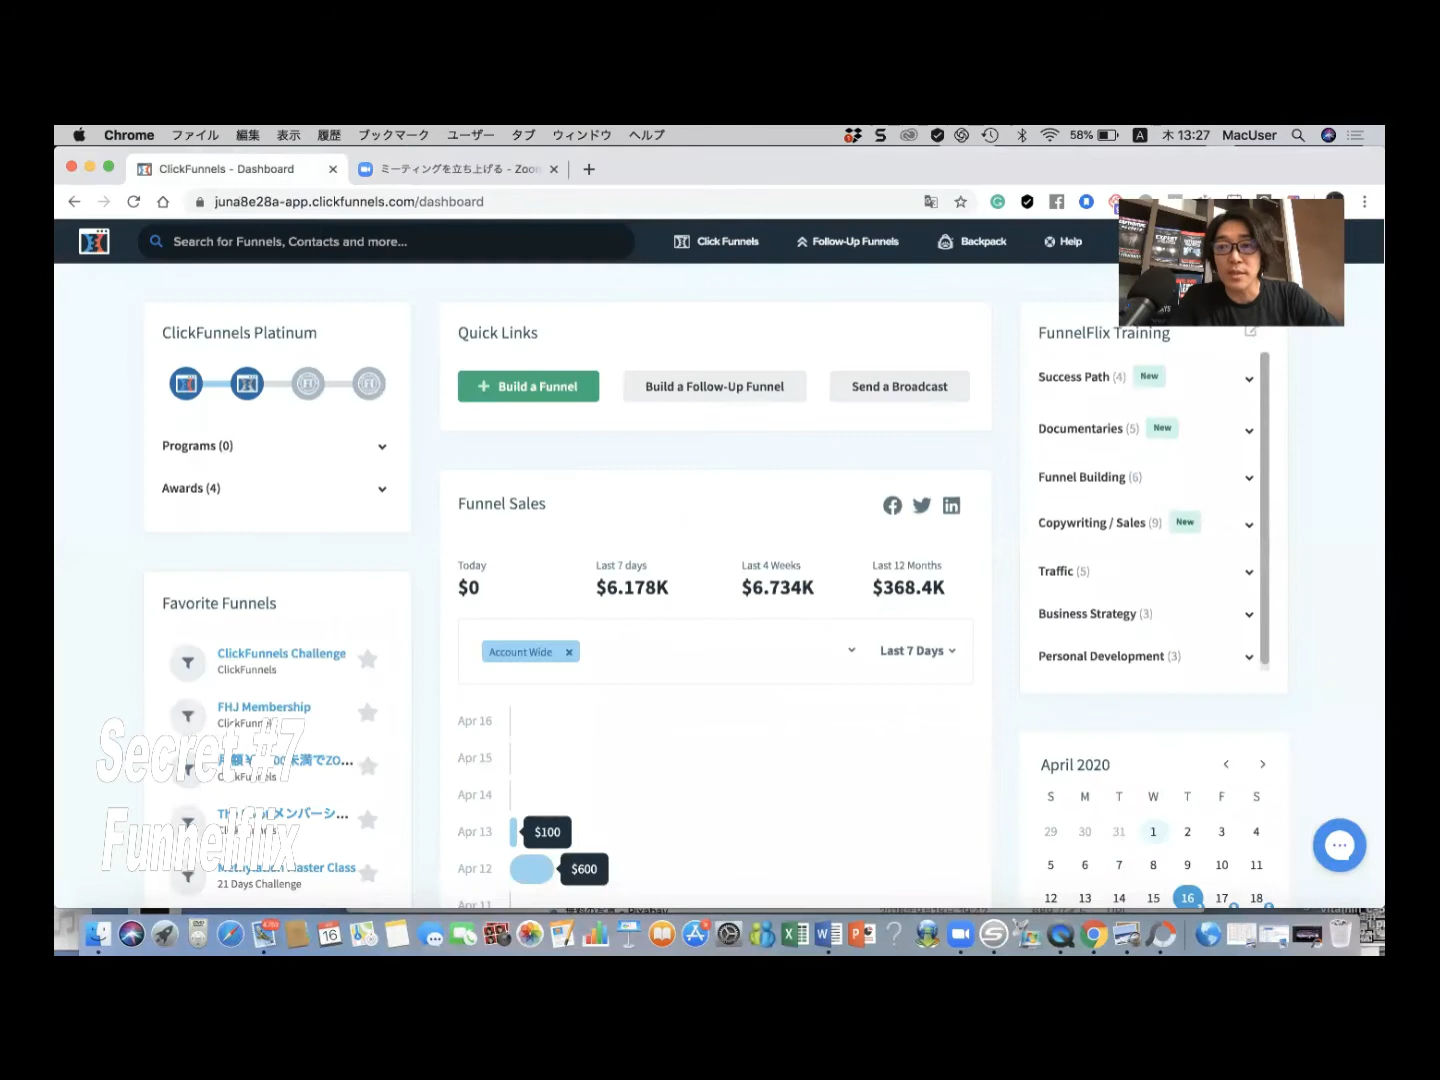 Chrome ファイル 編集 表示 履歴 ブックマーク ユーザー タブ ウィンドウ ヘルプ 58% A 木 13:27 MacUser
ClickFunnels - Dashboard
ミーティングを立ち上げる - Zoom
juna8e28a-app.clickfunnels.com/dashboard
Search for Funnels, Contacts and more...
Click Funnels
Follow-Up Funnels
Backpack
Help
ClickFunnels Platinum
Programs (0)
Awards (4)
Favorite Funnels
ClickFunnels Challenge
ClickFunnels
FHJ Membership
ClickFunnels
ClickFunnels
Master Class
21 Days Challenge
Secret #7
Funnelflix
Quick Links
+ Build a Funnel
Build a Follow-Up Funnel
Send a Broadcast
Funnel Sales
Today
$0
Last 7 days
$6.178K
Last 4 Weeks
$6.734K
Last 12 Months
$368.4K
Account Wide
Last 7 Days
Apr 16
Apr 15
Apr 14
Apr 13 $100
Apr 12 $600
Apr 11
FunnelFlix Training
Success Path (4) New
Documentaries (5) New
Funnel Building (6)
Copywriting / Sales (9) New
Traffic (5)
Business Strategy (3)
Personal Development (3)
April 2020
S M T W T F S
29 30 31 1 2 3 4
5 6 7 8 9 10 11
12 13 14 15 16 17 18